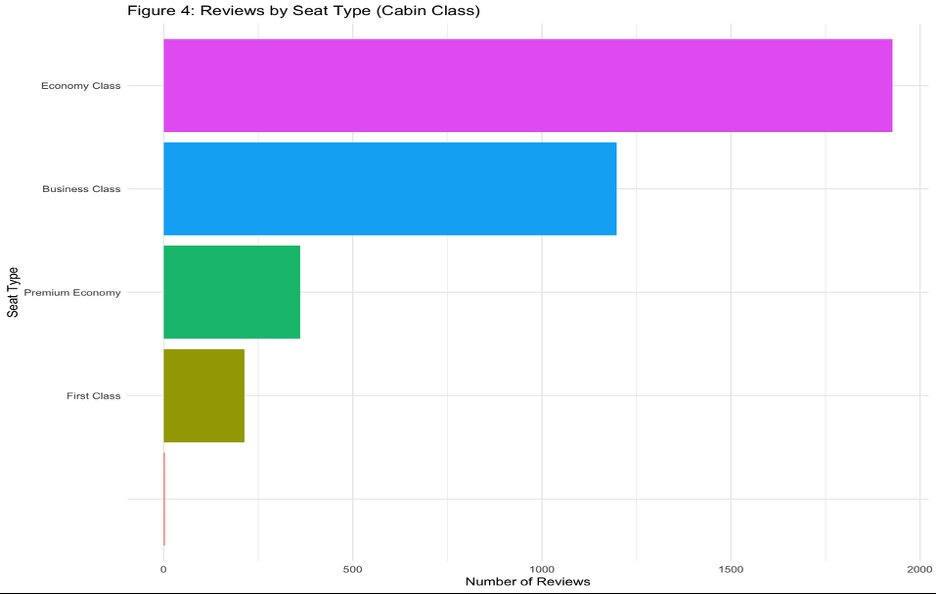 Figure 4: Reviews by Seat Type (Cabin Class)
Economy Class
Business Class
Premium Economy
First Class
Seat Type
0 500 1000 1500 2000
Number of Reviews